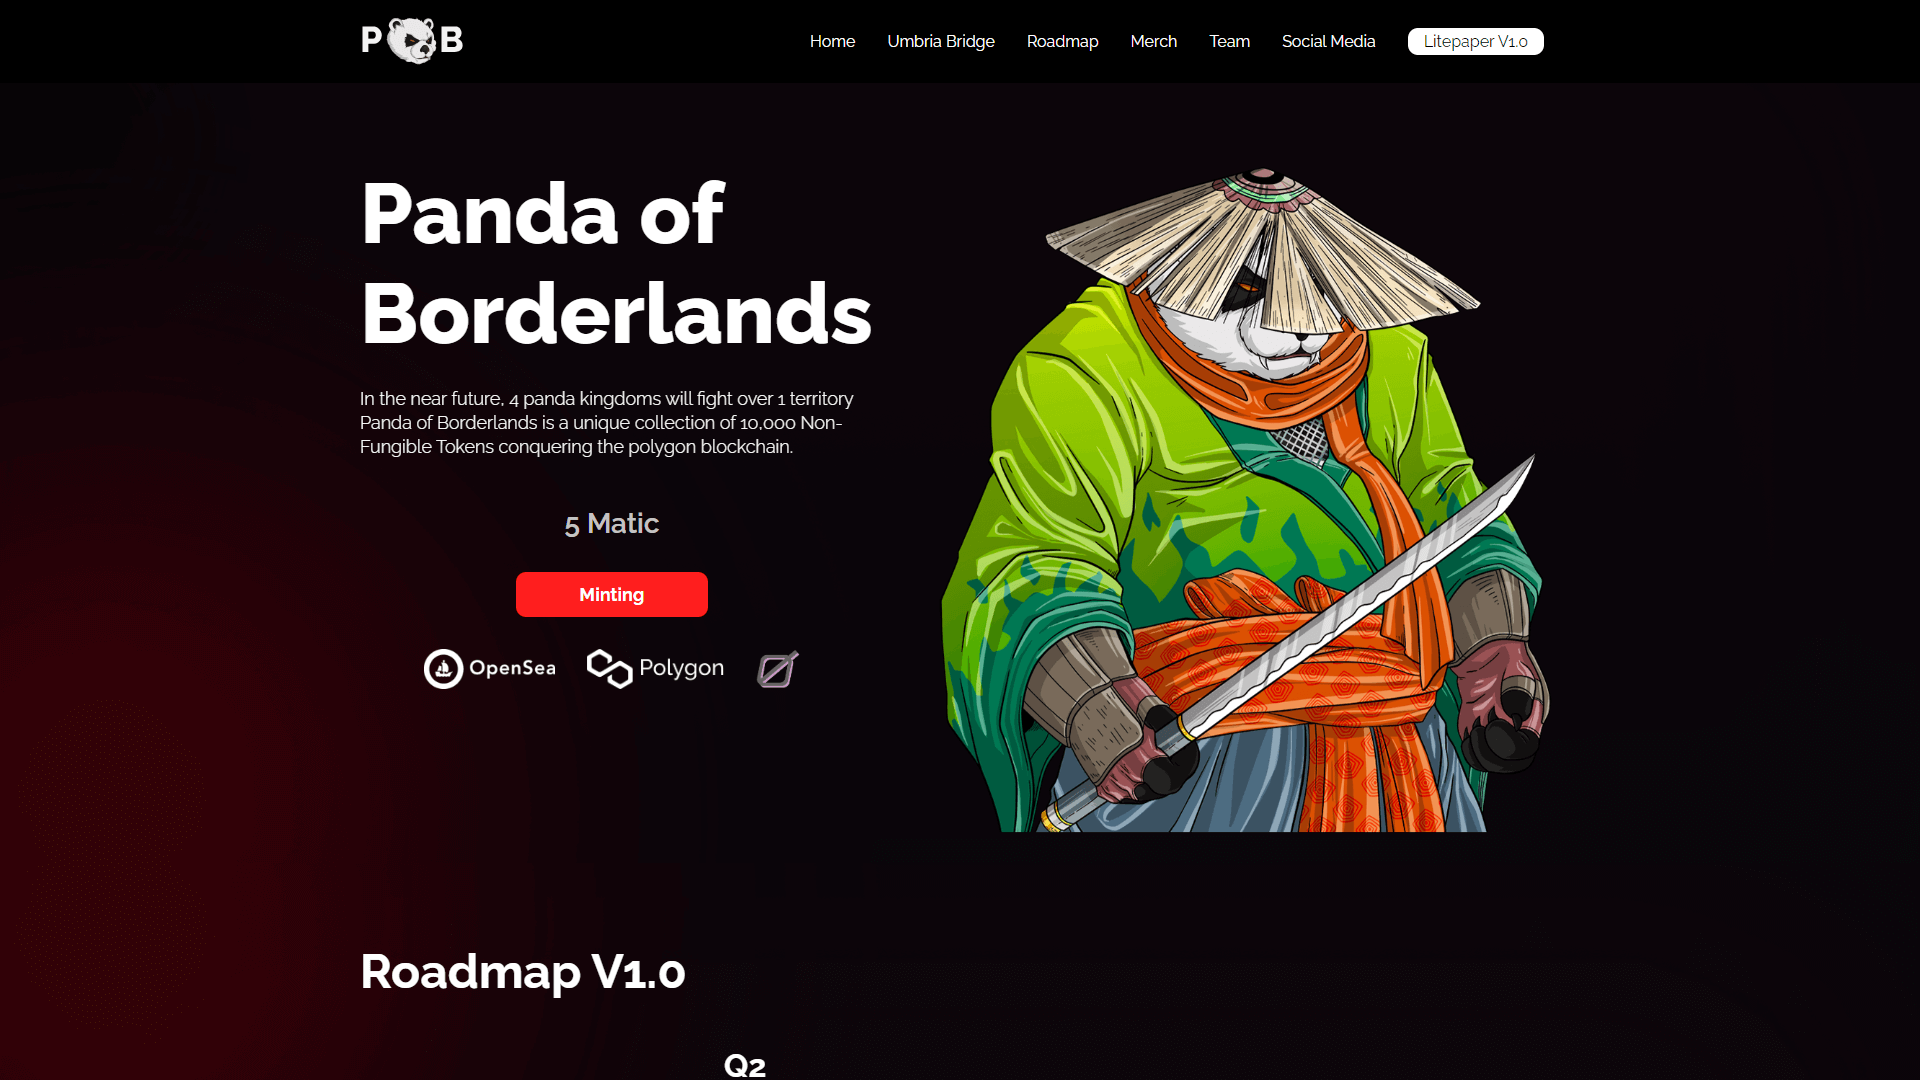 P B
Home
Umbria Bridge
Roadmap
Merch
Team
Social Media
Litepaper V1.0
Panda of
Borderlands
In the near future, 4 panda kingdoms will fight over 1 territory
Panda of Borderlands is a unique collection of 10,000 Non-
Fungible Tokens conquering the polygon blockchain.
5 Matic
Minting
OpenSea
Polygon
Roadmap V1.0
Q2